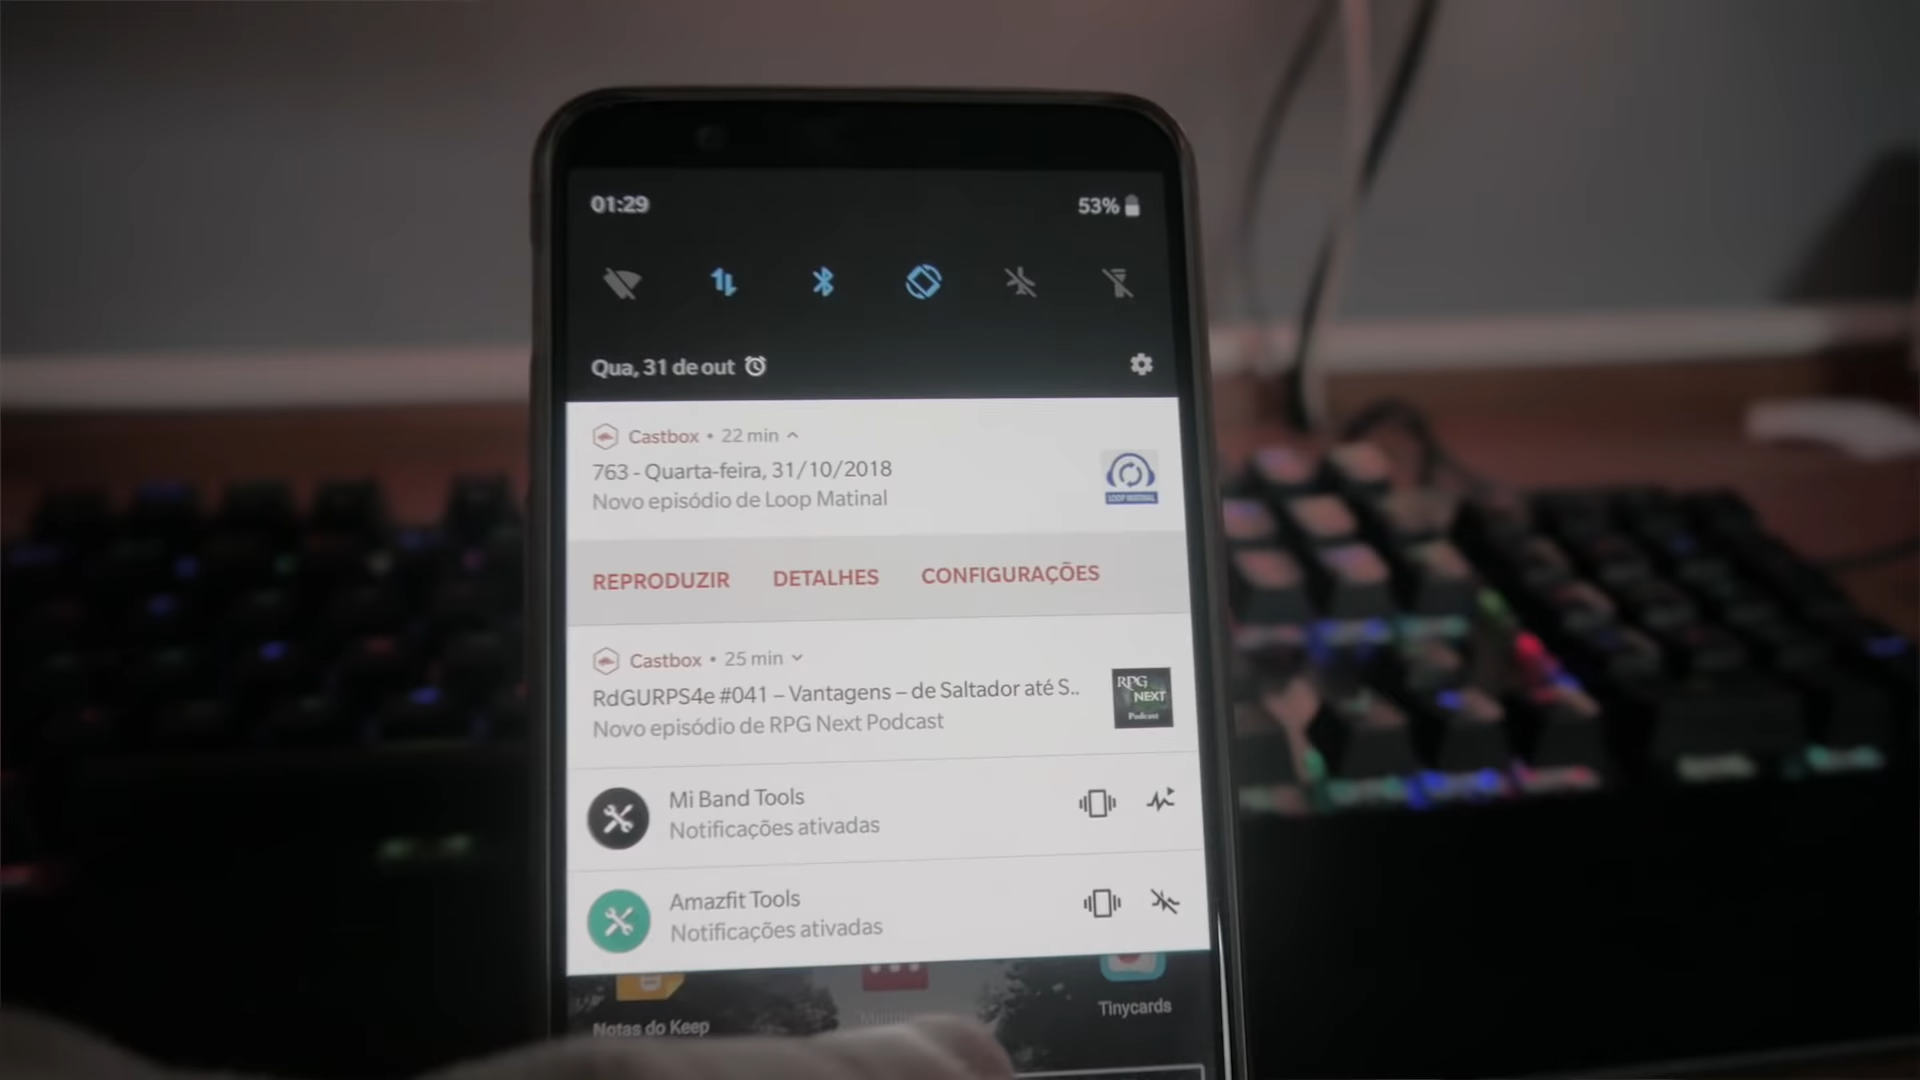 01:29
53%
Qua, 31 de out
Castbox • 22 min
763 - Quarta-feira, 31/10/2018
Novo episódio de Loop Matinal
LOOP MATINAL
REPRODUZIR DETALHES CONFIGURAÇÕES
Castbox • 25 min
RdGURPS4e #041 – Vantagens – de Saltador até S..
Novo episódio de RPG Next Podcast
RPG
NEXT
Podcast
Mi Band Tools
Notificações ativadas
Amazfit Tools
Notificações ativadas
Notas do Keep
Tinycards